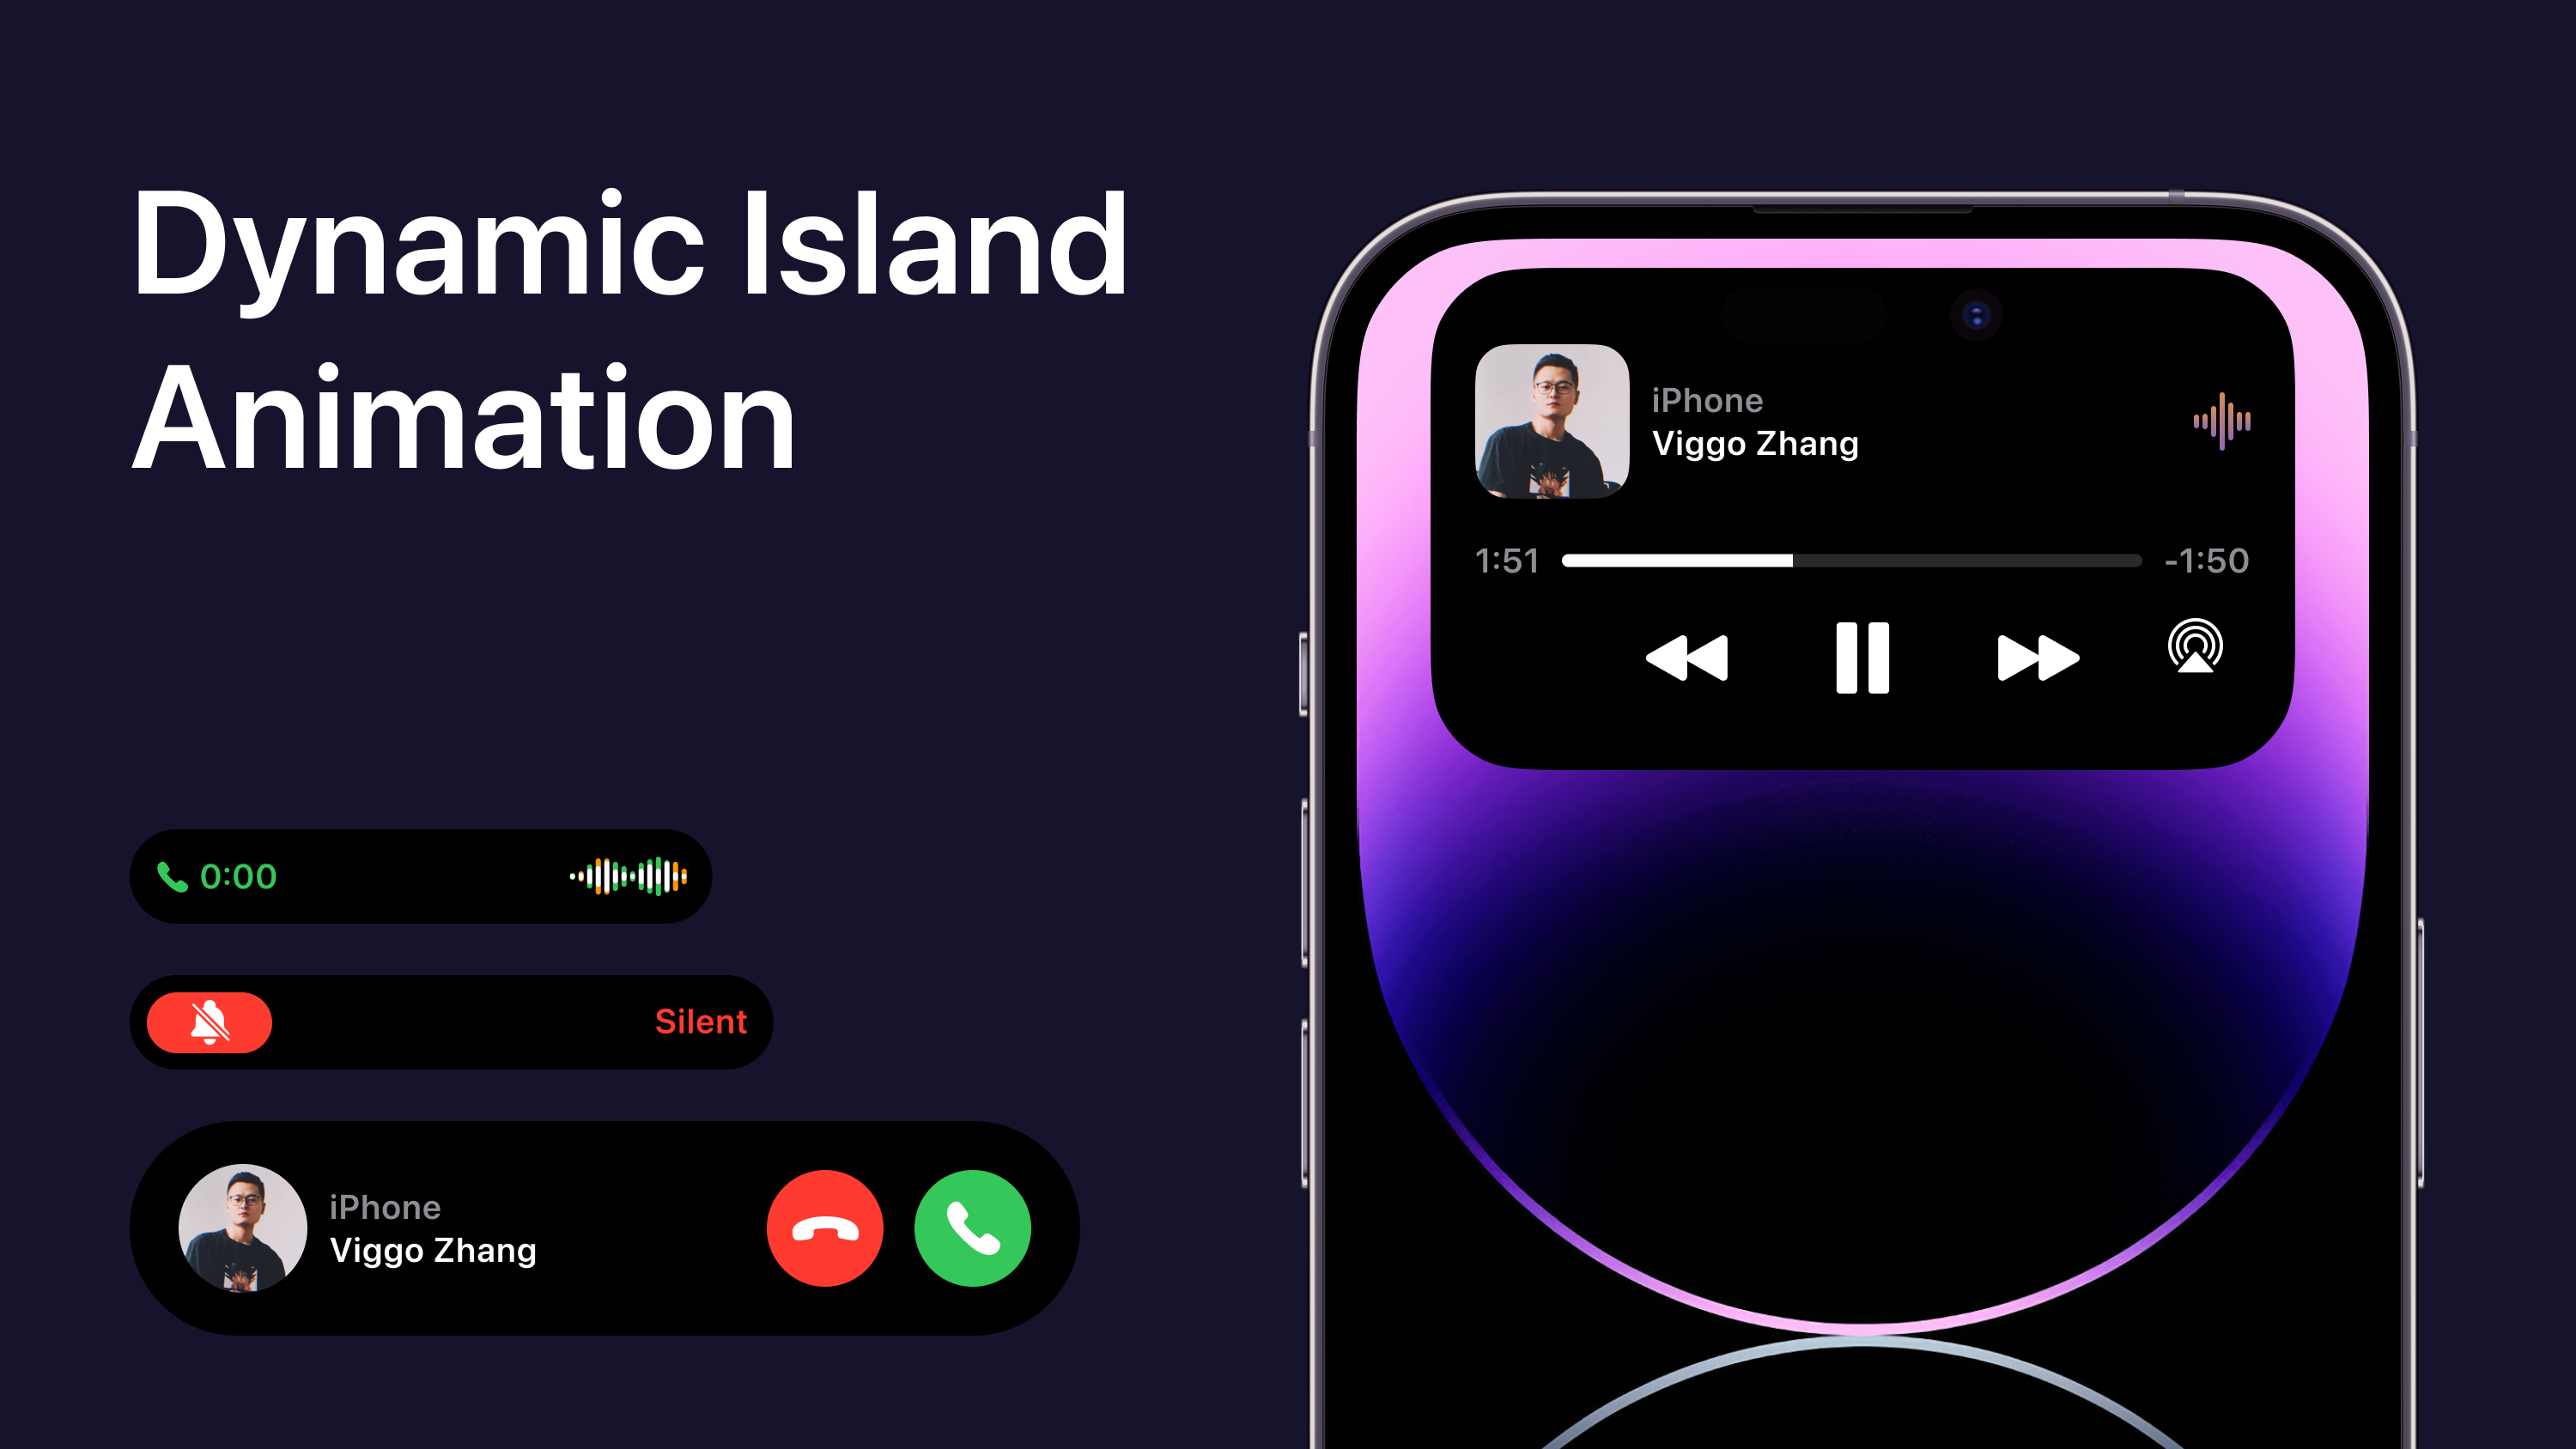 Dynamic Island
Animation
0:00
Silent
iPhone
Viggo Zhang
iPhone
Viggo Zhang
1:51
-1:50